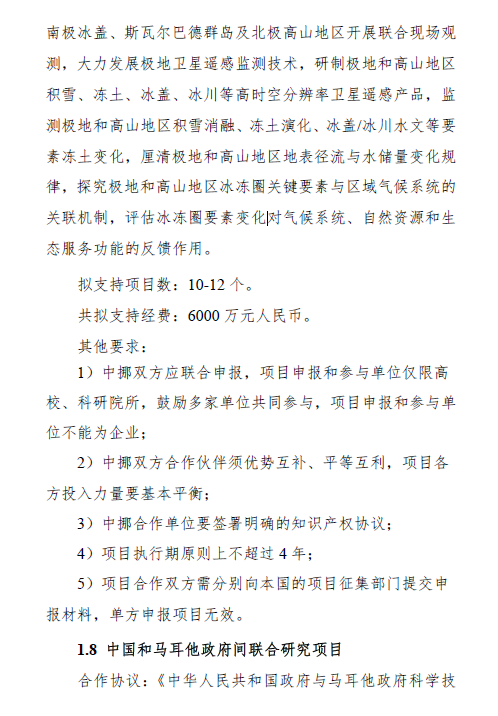 南极冰盖、斯瓦尔巴德群岛及北极高山地区开展联合现场观
测，大力发展极地卫星遥感监测技术，研制极地和高山地区
积雪、冻土、冰盖、冰川等高时空分辨率卫星遥感产品，监
测极地和高山地区积雪消融、冻土演化、冰盖/冰川水文等要
素冻土变化，厘清极地和高山地区地表径流与水储量变化规
律，探究极地和高山地区冰冻圈关键要素与区域气候系统的
关联机制，评估冰冻圈要素变化对气候系统、自然资源和生
态服务功能的反馈作用。
拟支持项目数：10-12 个。
共拟支持经费：6000 万元人民币。
其他要求：
1）中挪双方应联合申报，项目申报和参与单位仅限高
校、科研院所，鼓励多家单位共同参与，项目申报和参与单
位不能为企业；
2）中挪双方合作伙伴须优势互补、平等互利，项目各
方投入力量要基本平衡；
3）中挪合作单位要签署明确的知识产权协议；
4）项目执行期原则上不超过 4 年；
5）项目合作双方需分别向本国的项目征集部门提交申
报材料，单方申报项目无效。
1.8 中国和马耳他政府间联合研究项目
合作协议：《中华人民共和国政府与马耳他政府科学技